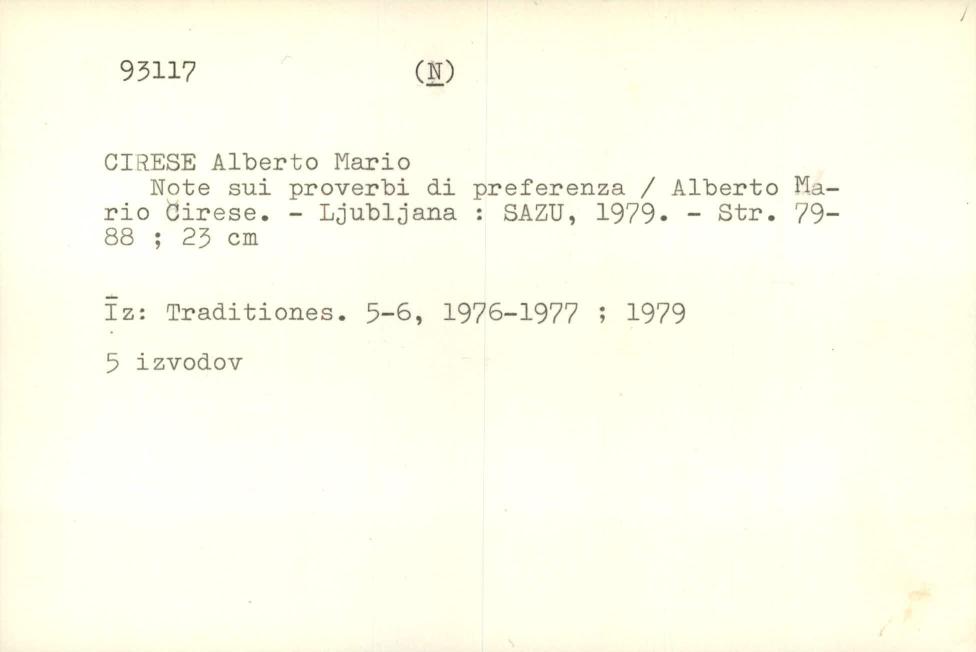 93117 (N)
CIRESE Alberto Mario
Note sui proverbi di preferenza / Alberto Ma-
rio Cirese. - Ljubljana : SAZU, 1979. - Str. 79-
88 ; 23 cm
Iz: Traditiones. 5-6, 1976-1977 ; 1979
5 izvodov